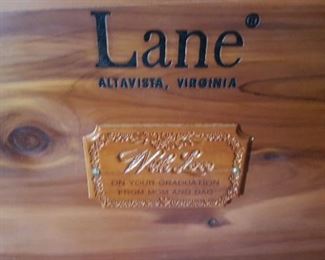 Lane®
ALTAVISTA, VIRGINIA
With Love
ON YOUR GRADUATION
FROM MOM AND DAD